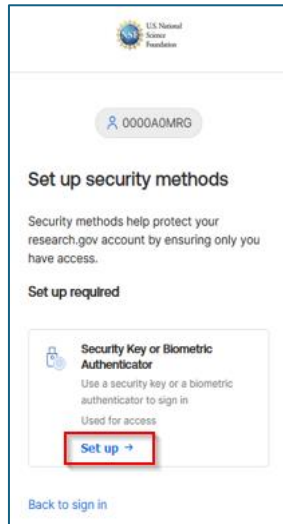 NSF
U.S. National
Science
Foundation
0000A0MRG
Set up security methods
Security methods help protect your
research.gov account by ensuring only you
have access.
Set up required
Security Key or Biometric
Authenticator
Use a security key or a biometric
authenticator to sign in
Used for access
Set up →
Back to sign in